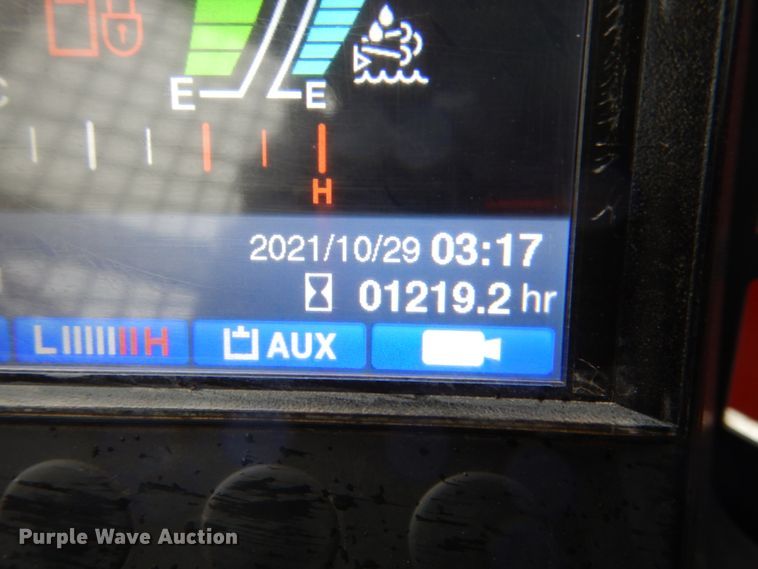 E E
H
2021/10/29 03:17
01219.2 hr
L H AUX
Purple Wave Auction